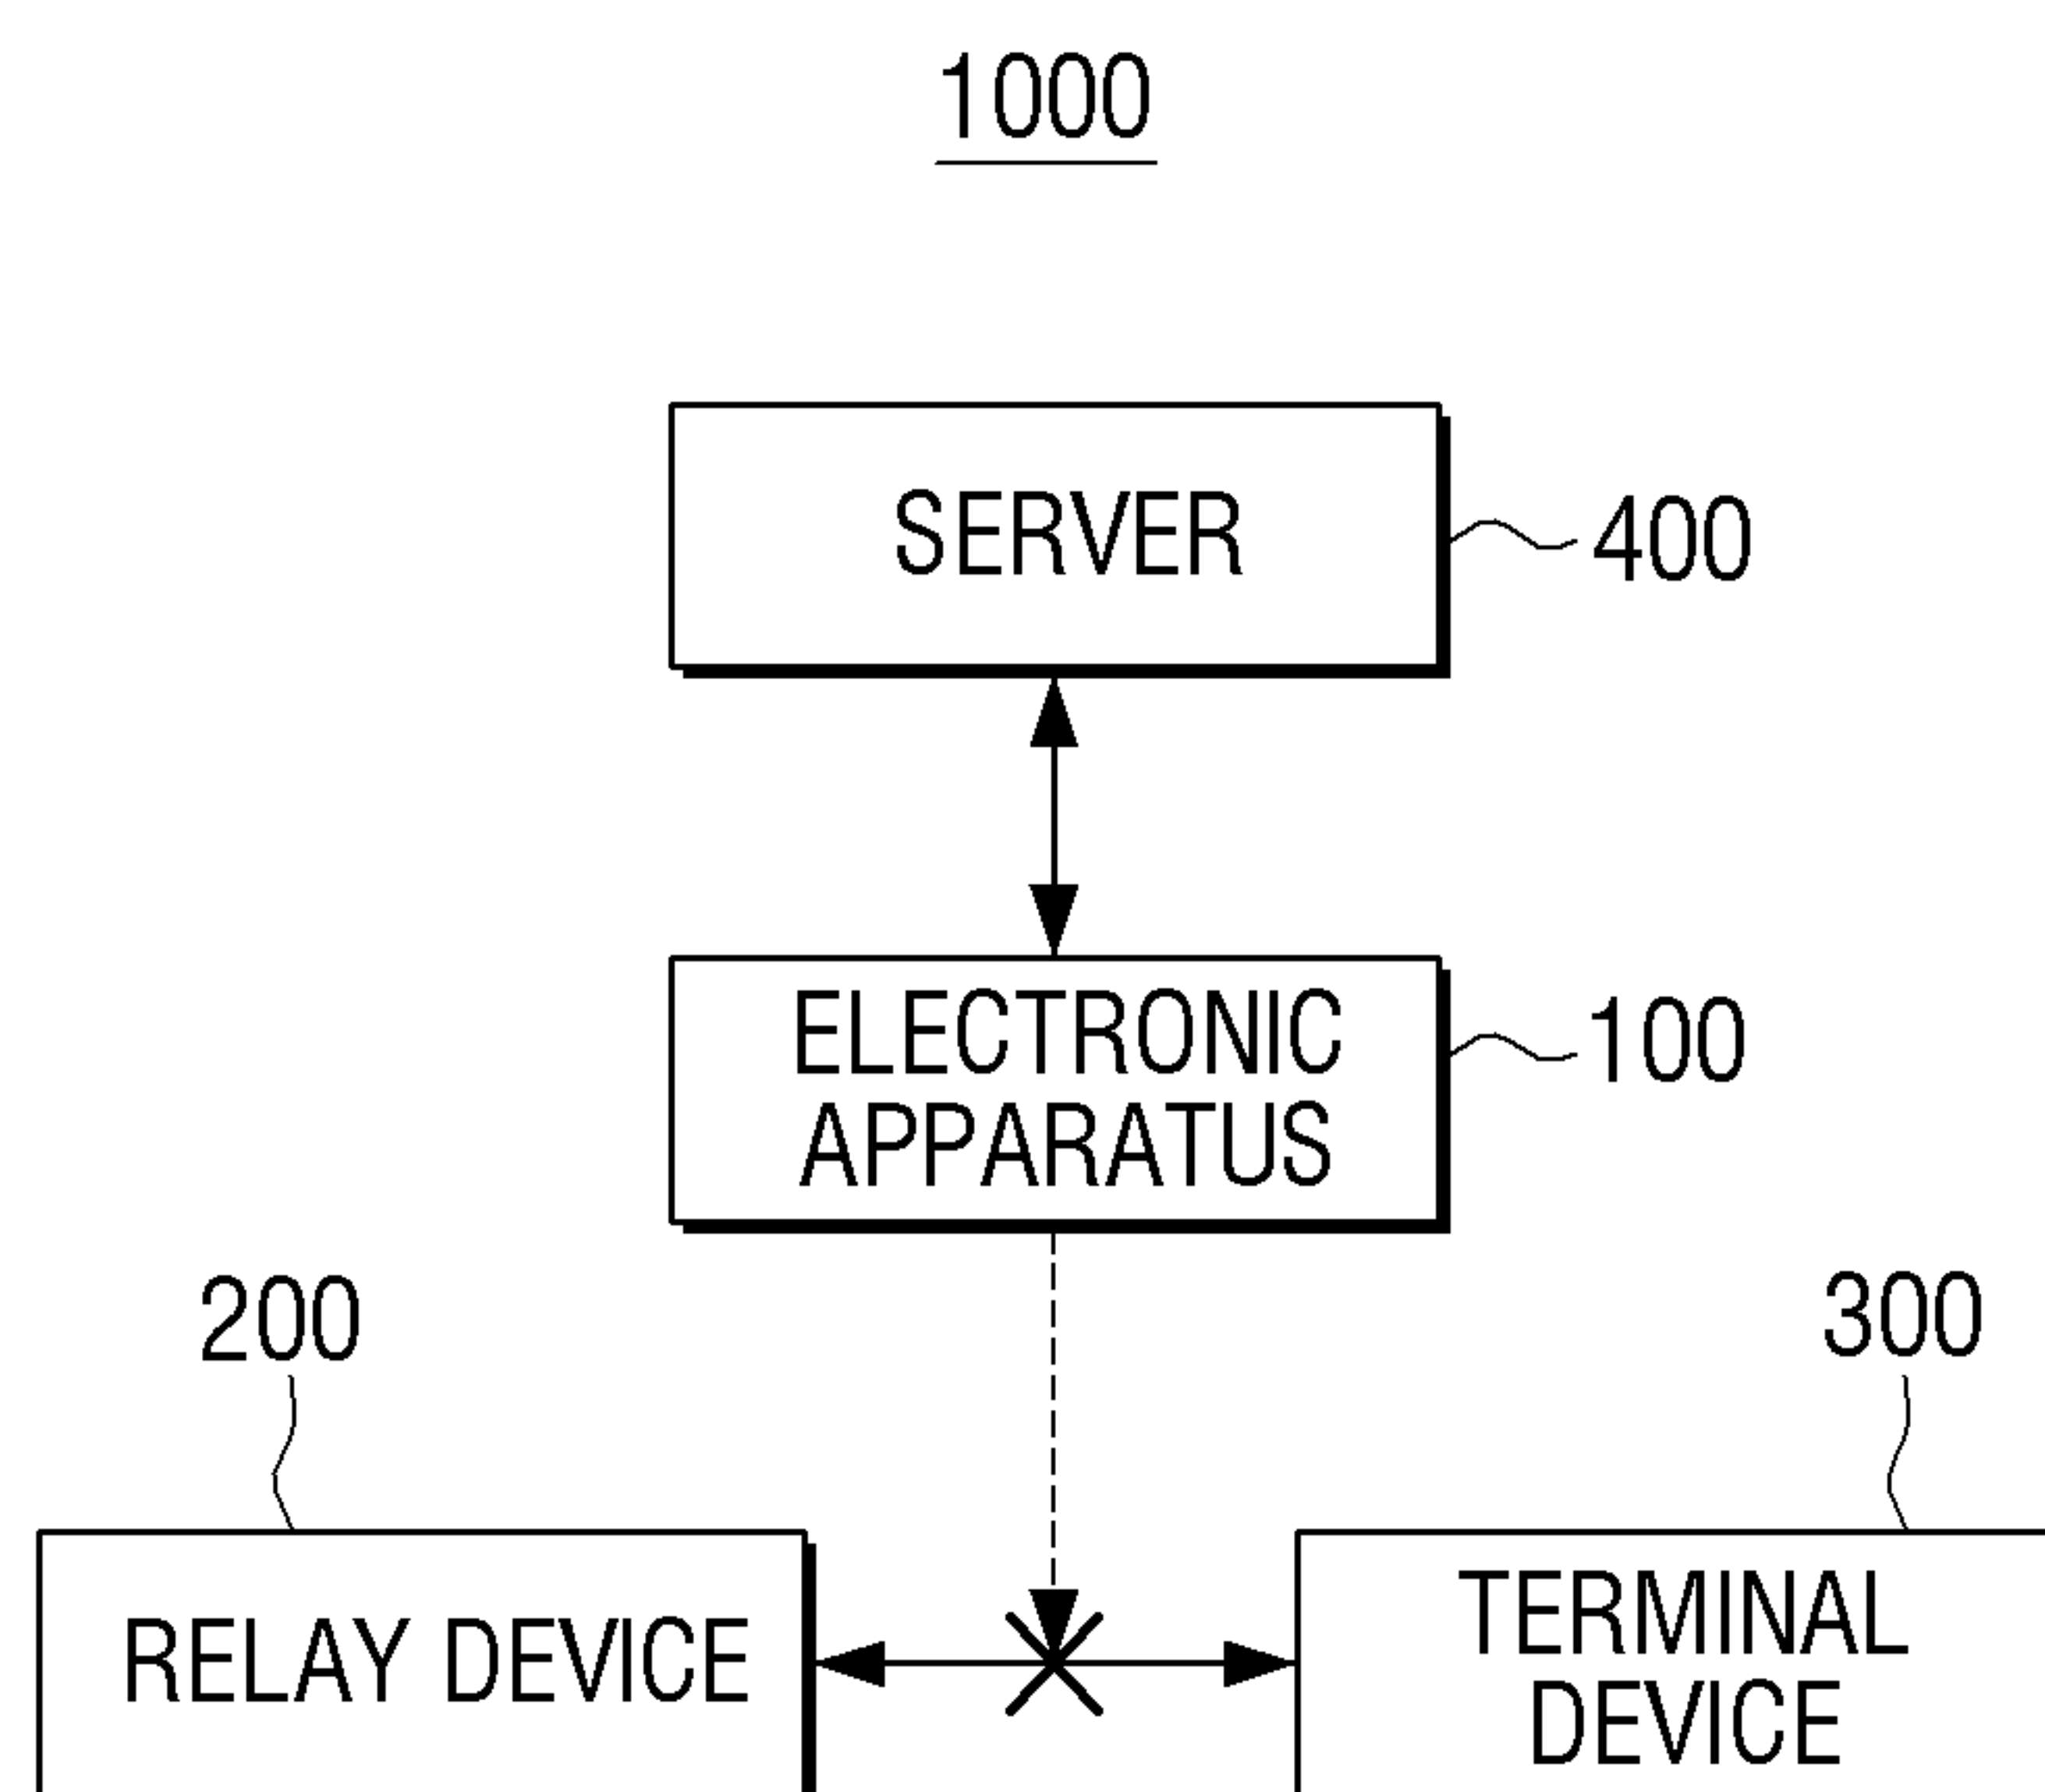 1000
SERVER
400
ELECTRONIC
APPARATUS
100
200
300
RELAY DEVICE
TERMINAL
DEVICE